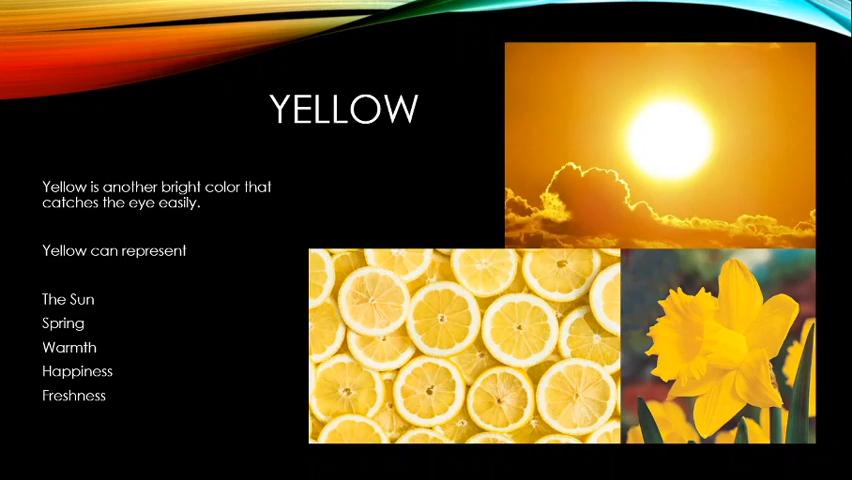 YELLOW
Yellow is another bright color that
catches the eye easily.
Yellow can represent
The Sun
Spring
Warmth
Happiness
Freshness